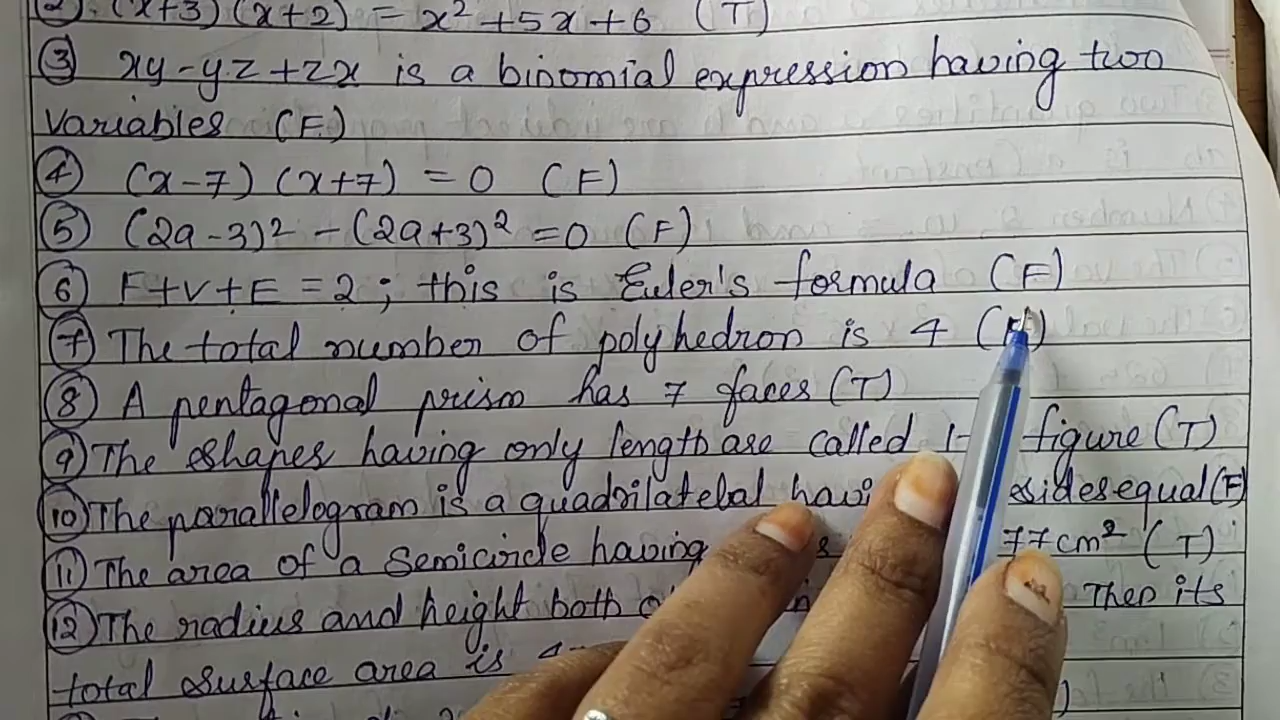 2). (x+3) (x+2) = x² +5x+6 (T)
③ xy-yz+zx is a binomial expression having two
variables (F)
④ (x-7) (x+7) = 0 (F)
⑤ (2a-3)² - (2a+3)² = 0 (F)
⑥ F+V+E = 2 ; this is Euler's formula (F)
⑦ The total number of polyhedron is 4 (F)
⑧ A pentagonal prism has 7 faces (T)
⑨ The shapes having only length are called 1- figure (T)
⑩ The parallelogram is a quadrilateral sides equal (F)
⑪ The area of a semicircle having 77cm² (T)
⑫ The radius and height both Then its
total surface area is